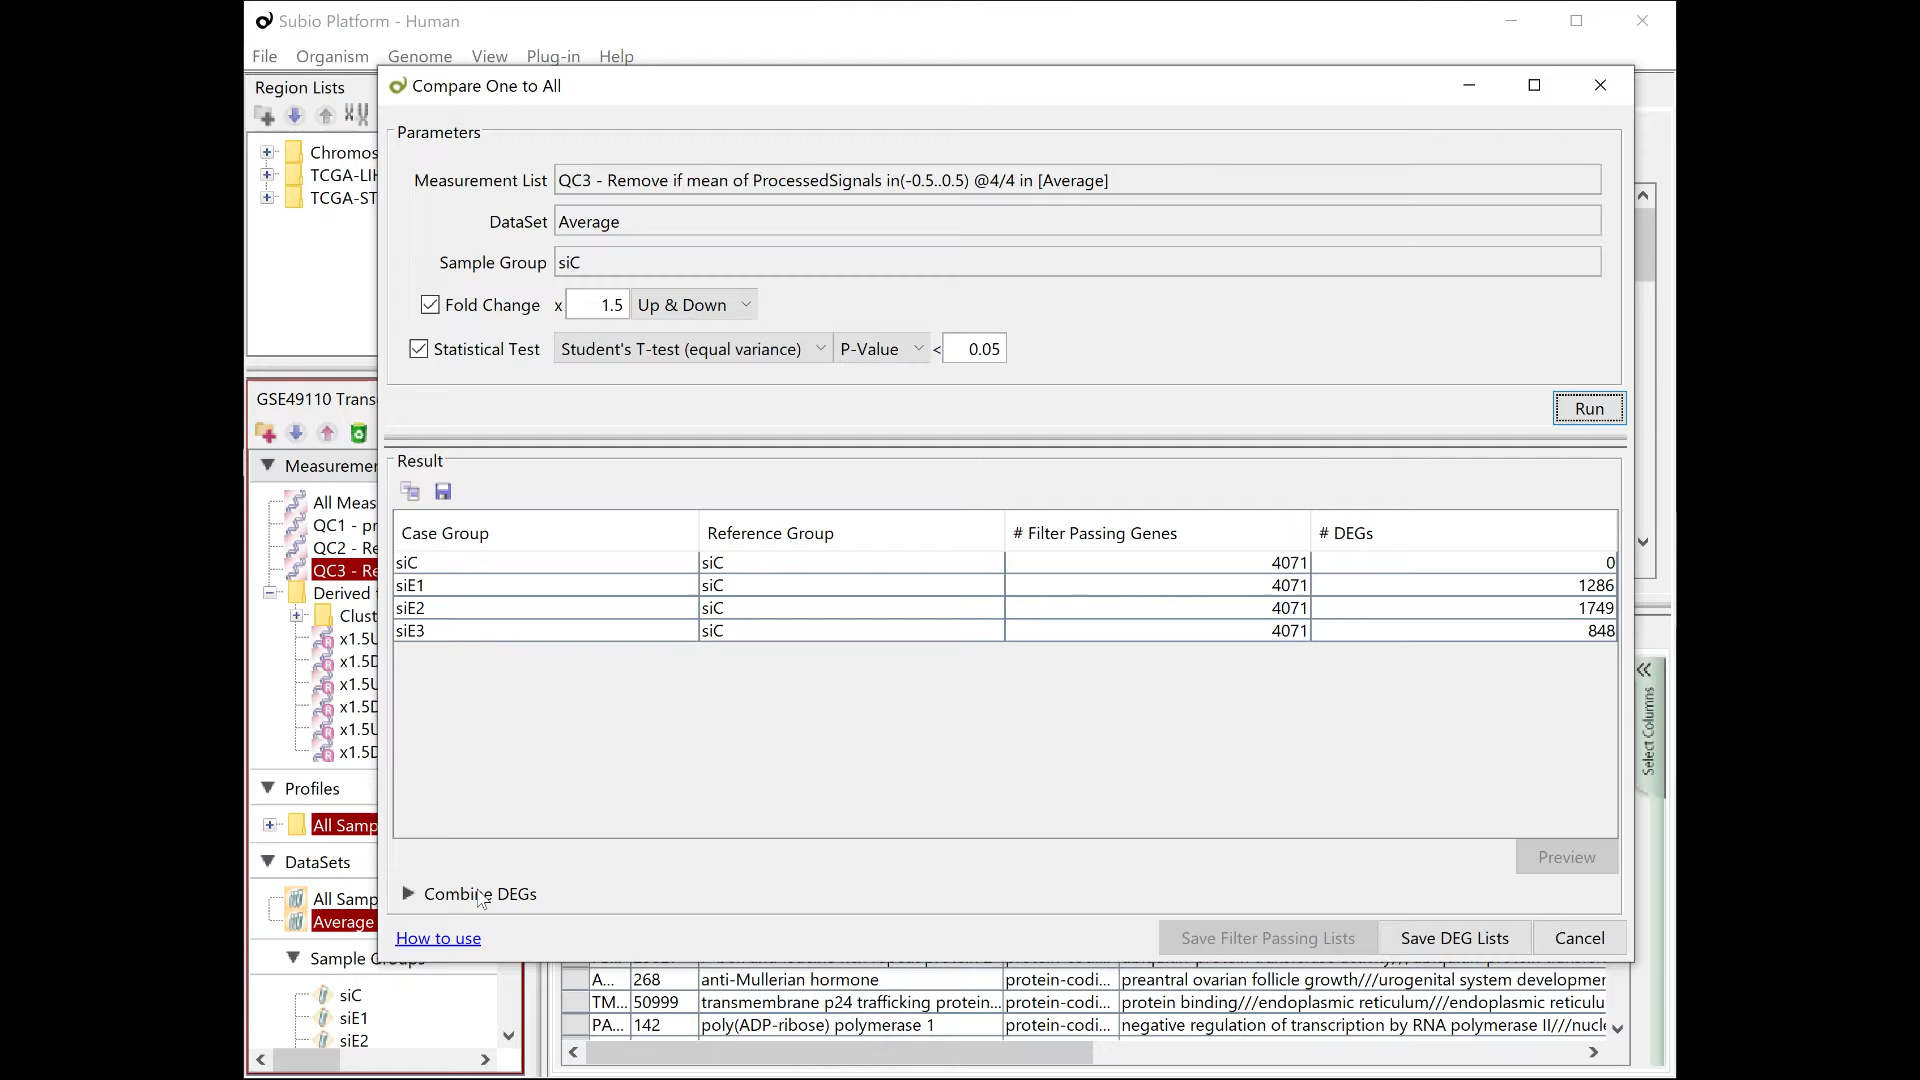 Subio Platform - Human
File Organism Genome View Plug-in Help
Region Lists
Chromos
TCGA-LIH
TCGA-ST
Compare One to All
Parameters
Measurement List QC3 - Remove if mean of ProcessedSignals in(-0.5..0.5) @4/4 in [Average]
DataSet Average
Sample Group siC
Fold Change x 1.5 Up & Down
Statistical Test Student's T-test (equal variance) P-Value < 0.05
Run
Result
Case Group Reference Group # Filter Passing Genes # DEGs
siC siC 4071 0
siE1 siC 4071 1286
siE2 siC 4071 1749
siE3 siC 4071 848
Preview
Combine DEGs
How to use
Save Filter Passing Lists Save DEG Lists Cancel
GSE49110 Trans
Measuremen
All Meas
QC1 - pr
QC2 - Re
QC3 - Re
Derived
Clust
x1.5U
x1.5D
x1.5U
x1.5D
x1.5U
x1.5D
Profiles
All Samp
DataSets
All Samp
Average
Sample Groups
siC
siE1
siE2
Select Columns
A... 268 anti-Mullerian hormone protein-codi... preantral ovarian follicle growth///urogenital system developmer
TM... 50999 transmembrane p24 trafficking protein... protein-codi... protein binding///endoplasmic reticulum///endoplasmic reticulu
PA... 142 poly(ADP-ribose) polymerase 1 protein-codi... negative regulation of transcription by RNA polymerase II///nucle